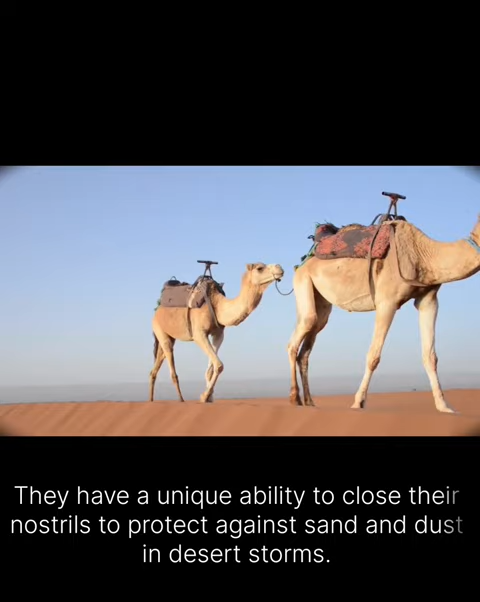 They have a unique ability to close their
nostrils to protect against sand and dust
in desert storms.